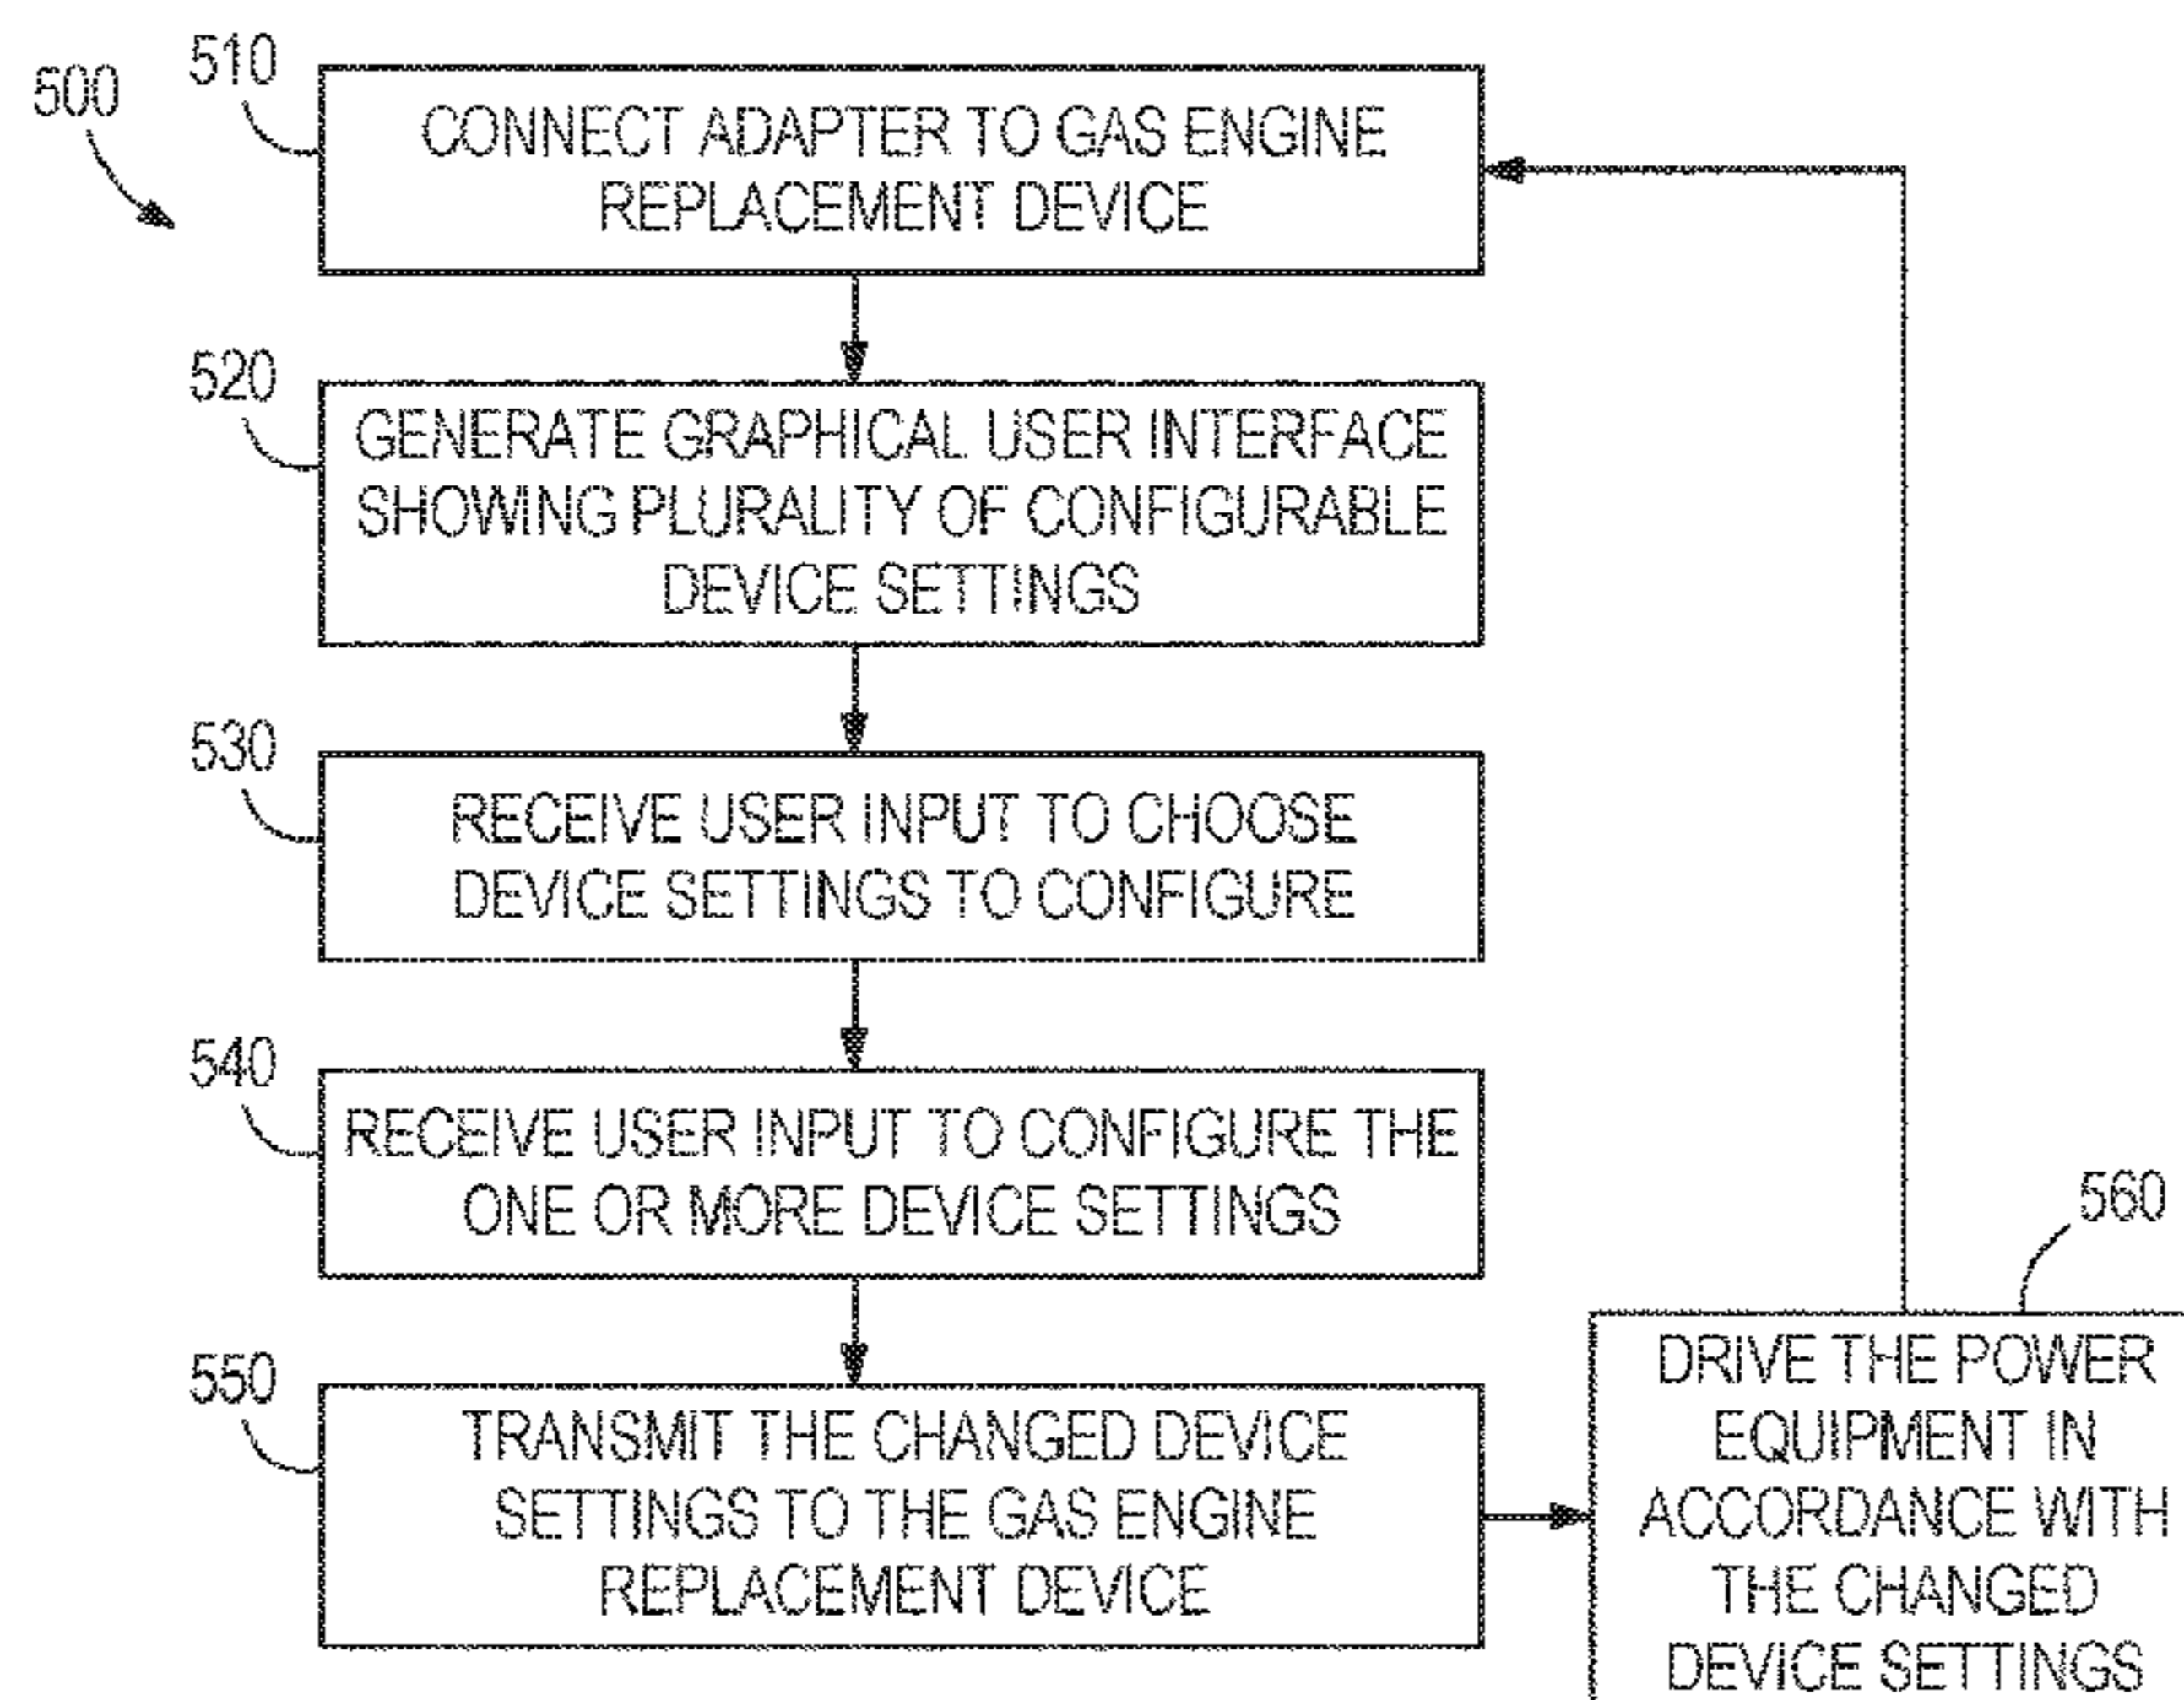 500
510
CONNECT ADAPTER TO GAS ENGINE
REPLACEMENT DEVICE
520
GENERATE GRAPHICAL USER INTERFACE
SHOWING PLURALITY OF CONFIGURABLE
DEVICE SETTINGS
530
RECEIVE USER INPUT TO CHOOSE
DEVICE SETTINGS TO CONFIGURE
540
RECEIVE USER INPUT TO CONFIGURE THE
ONE OR MORE DEVICE SETTINGS
550
TRANSMIT THE CHANGED DEVICE
SETTINGS TO THE GAS ENGINE
REPLACEMENT DEVICE
560
DRIVE THE POWER
EQUIPMENT IN
ACCORDANCE WITH
THE CHANGED
DEVICE SETTINGS